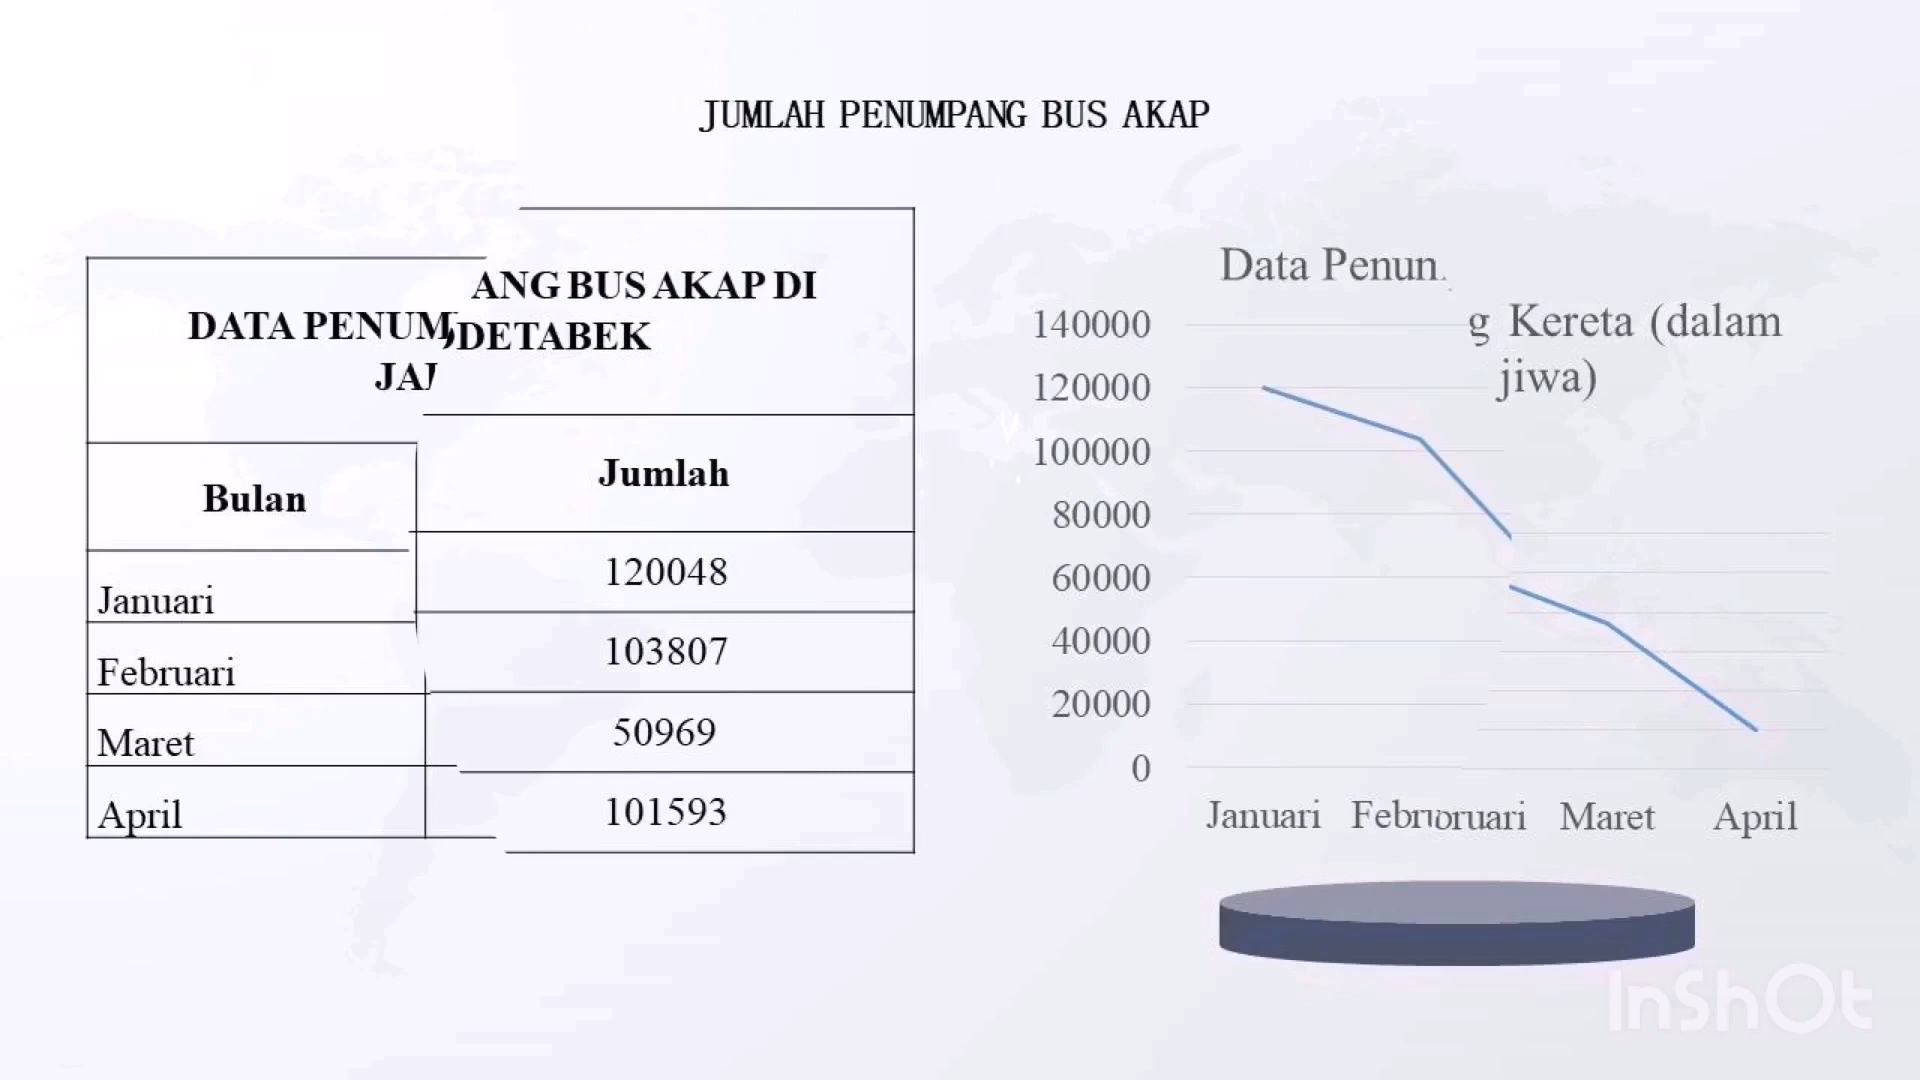 JUMLAH PENUMPANG BUS AKAP
DATA PENUM ANG BUS AKAP DI
DETABEK
Bulan Jumlah
Januari 120048
Februari 103807
Maret 50969
April 101593
Data Penun
g Kereta (dalam
jiwa)
140000
120000
100000
80000
60000
40000
20000
0
Januari Februoruari Maret April
InShOt